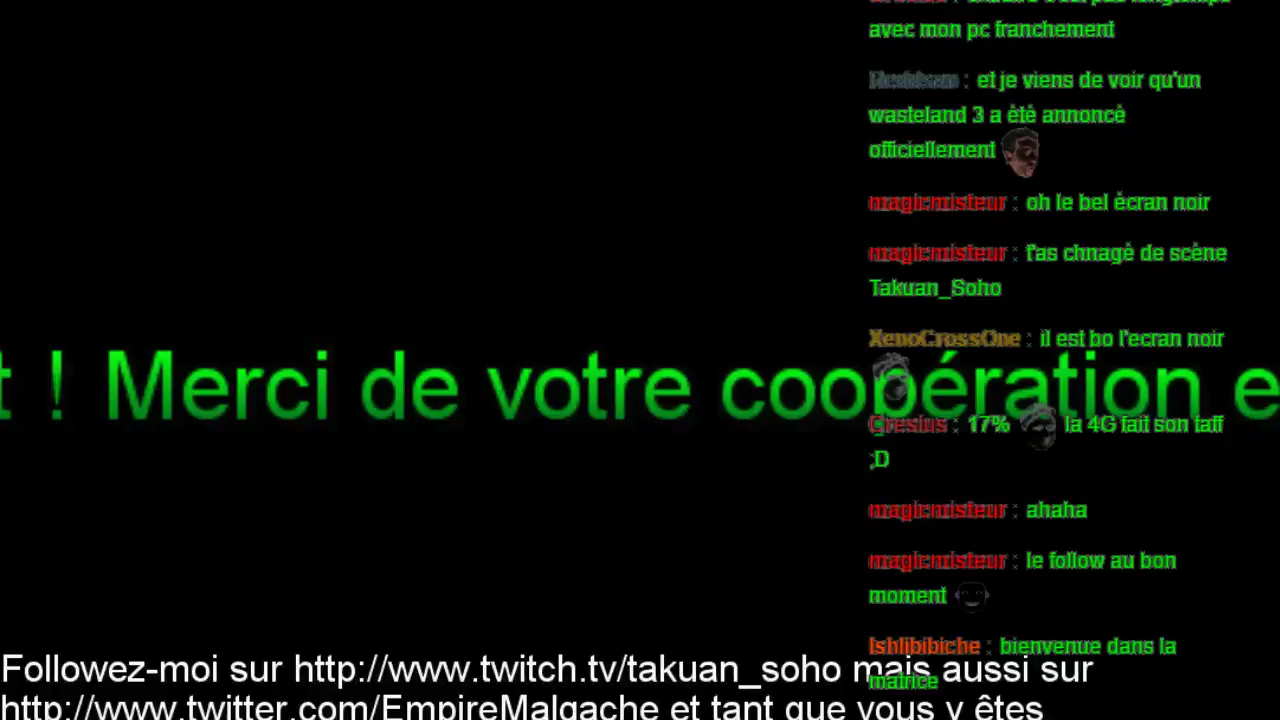 avec mon pc franchement
: et je viens de voir qu'un
wasteland 3 a été annoncé
officiellement
magicmisteur : oh le bel écran noir
magicmisteur : t'as chnagé de scène
Takuan_Soho
XenoCrossOne : il est bo l'ecran noir
t ! Merci de votre coopération e
Cresius : 17% la 4G fait son taff
;D
magicmisteur : ahaha
magicmisteur : le follow au bon
moment
Ishlibibiche : bienvenue dans la
matrice
Followez-moi sur http://www.twitch.tv/takuan_soho mais aussi sur
http://www.twitter.com/EmpireMalgache et tant que vous y êtes